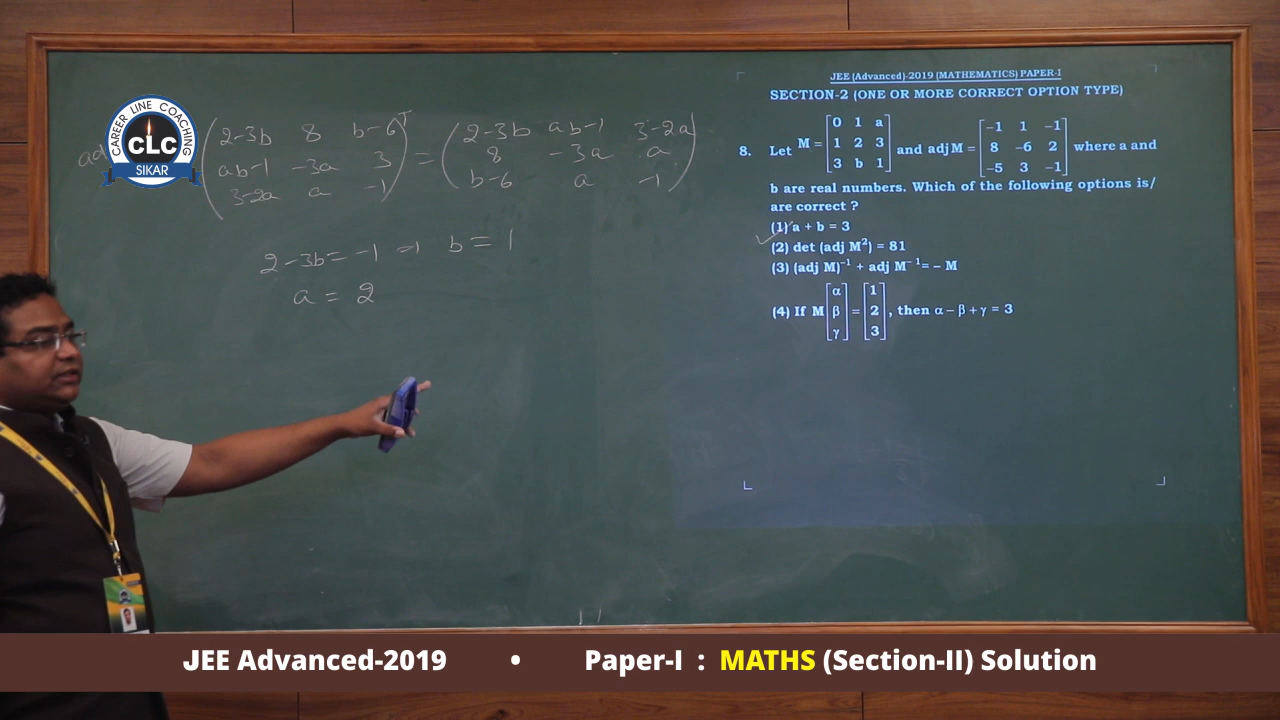 CAREER LINE COACHING
CLC
SIKAR
2-3b 8 b-6
ab-1 -3a 3
3-2a a -1
T
=
2-3b ab-1 3-2a
8 -3a a
b-6 a -1
2-3b = -1 ⇒ b = 1
a = 2
JEE (Advanced)-2019 (MATHEMATICS) PAPER-I
SECTION-2 (ONE OR MORE CORRECT OPTION TYPE)
8. Let M = [0 1 a; 1 2 3; 3 b 1] and adj M = [-1 1 -1; 8 -6 2; -5 3 -1] where a and
b are real numbers. Which of the following options is/
are correct ?
(1) a + b = 3
(2) det (adj M²) = 81
(3) (adj M)⁻¹ + adj M⁻¹ = - M
(4) If M [α; β; γ] = [1; 2; 3], then α - β + γ = 3
JEE Advanced-2019 • Paper-I : MATHS (Section-II) Solution